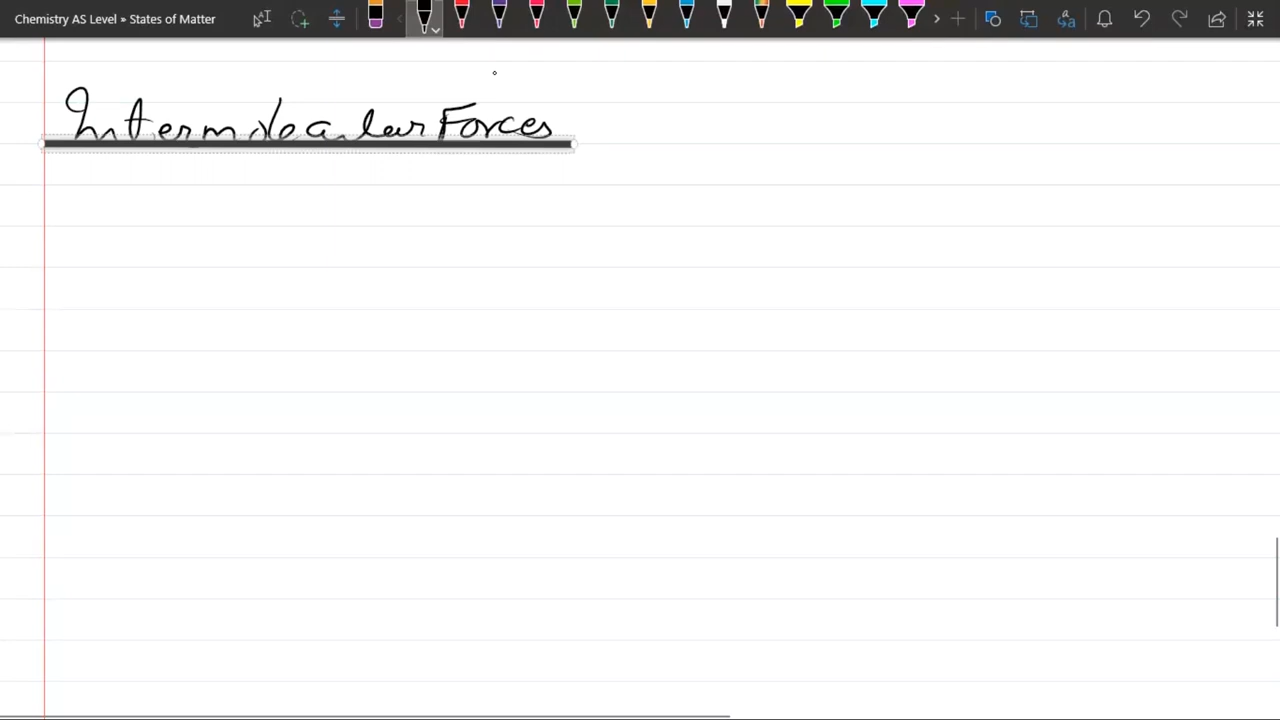 Chemistry AS Level » States of Matter
Intermolecular Forces